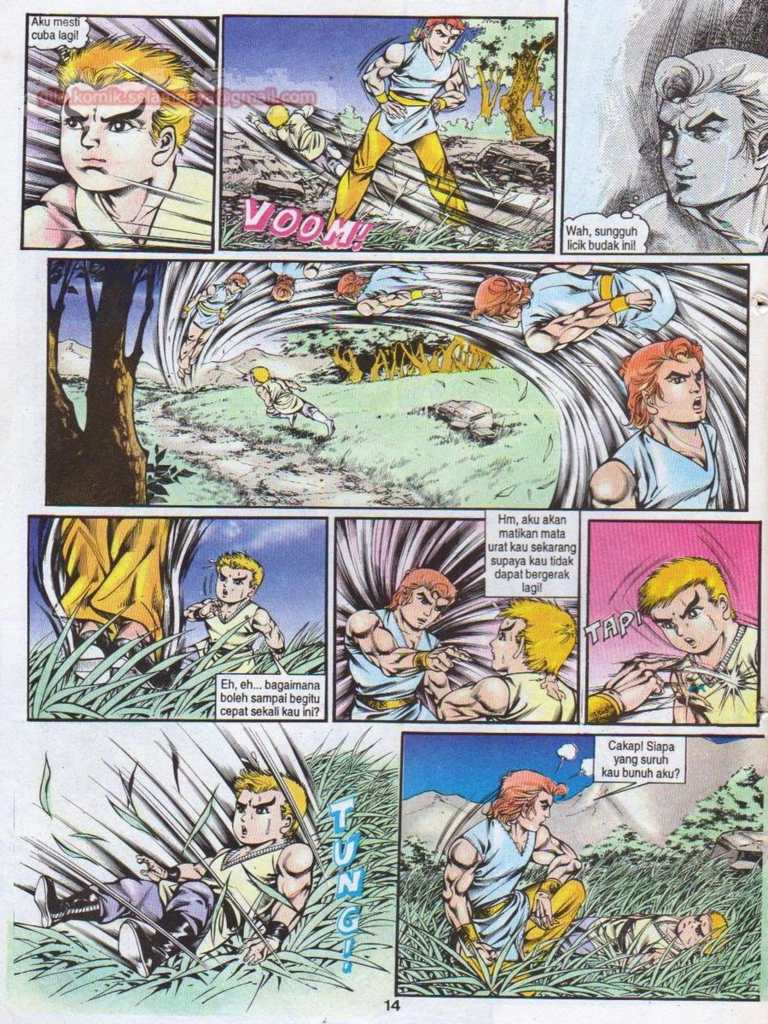 Aku mesti
cuba lagi!
VOOM!
Wah, sungguh
licik budak ini!
Eh, eh... bagaimana
boleh sampai begitu
cepat sekali kau ini?
Hm, aku akan
matikan mata
urat kau sekarang
supaya kau tidak
dapat bergerak
lagi!
TAP!
TUNG!!
Cakap! Siapa
yang suruh
kau bunuh aku?
14